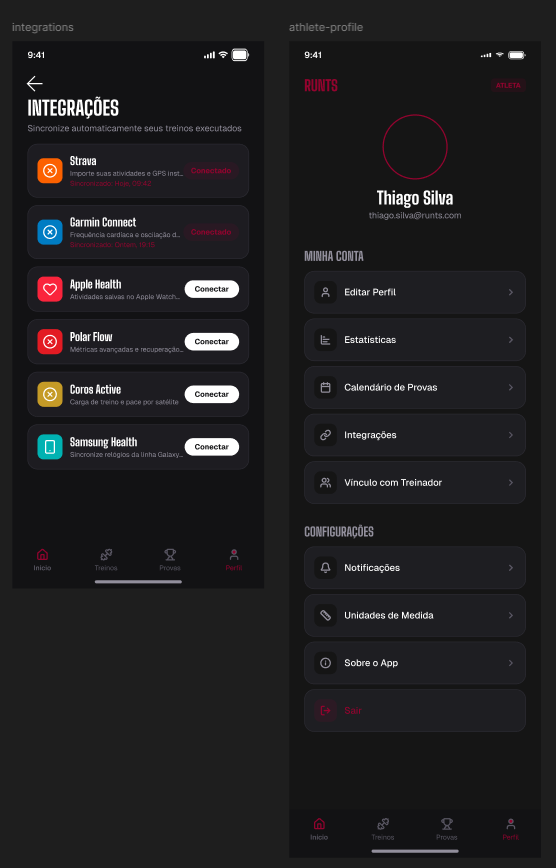 integrations
9:41
INTEGRAÇÕES
Sincronize automaticamente seus treinos executados
Strava
Importe suas atividades e GPS inst...
Conectado
Garmin Connect
Frequência cardíaca e oscilação d...
Conectado
Apple Health
Atividades salvas no Apple Watch...
Conectar
Polar Flow
Métricas avançadas e recuperação...
Conectar
Coros Active
Carga de treino e pace por satélite
Conectar
Samsung Health
Sincronize relógios da linha Galaxy...
Conectar
Início
Treinos
Provas
Perfil
athlete-profile
9:41
RUNTS
ATLETA
Thiago Silva
thiago.silva@runts.com
MINHA CONTA
Editar Perfil
Estatísticas
Calendário de Provas
Integrações
Vínculo com Treinador
CONFIGURAÇÕES
Notificações
Unidades de Medida
Sobre o App
Sair
Início
Treinos
Provas
Perfil